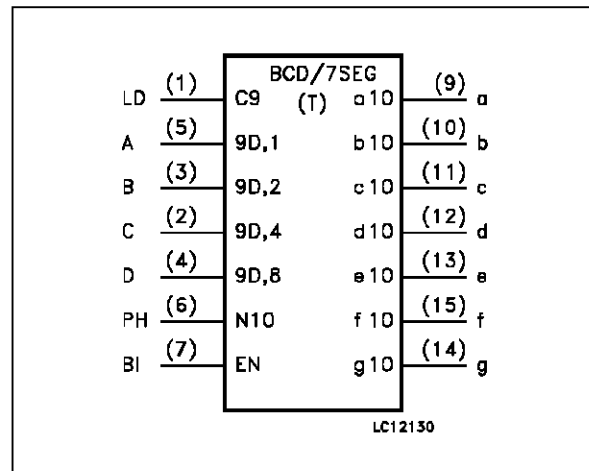 BCD/7SEG
(T)
LD (1) C9 a10 (9) a
A (5) 9D,1 b10 (10) b
B (3) 9D,2 c10 (11) c
C (2) 9D,4 d10 (12) d
D (4) 9D,8 e10 (13) e
PH (6) N10 f10 (15) f
BI (7) EN g10 (14) g
LC12130